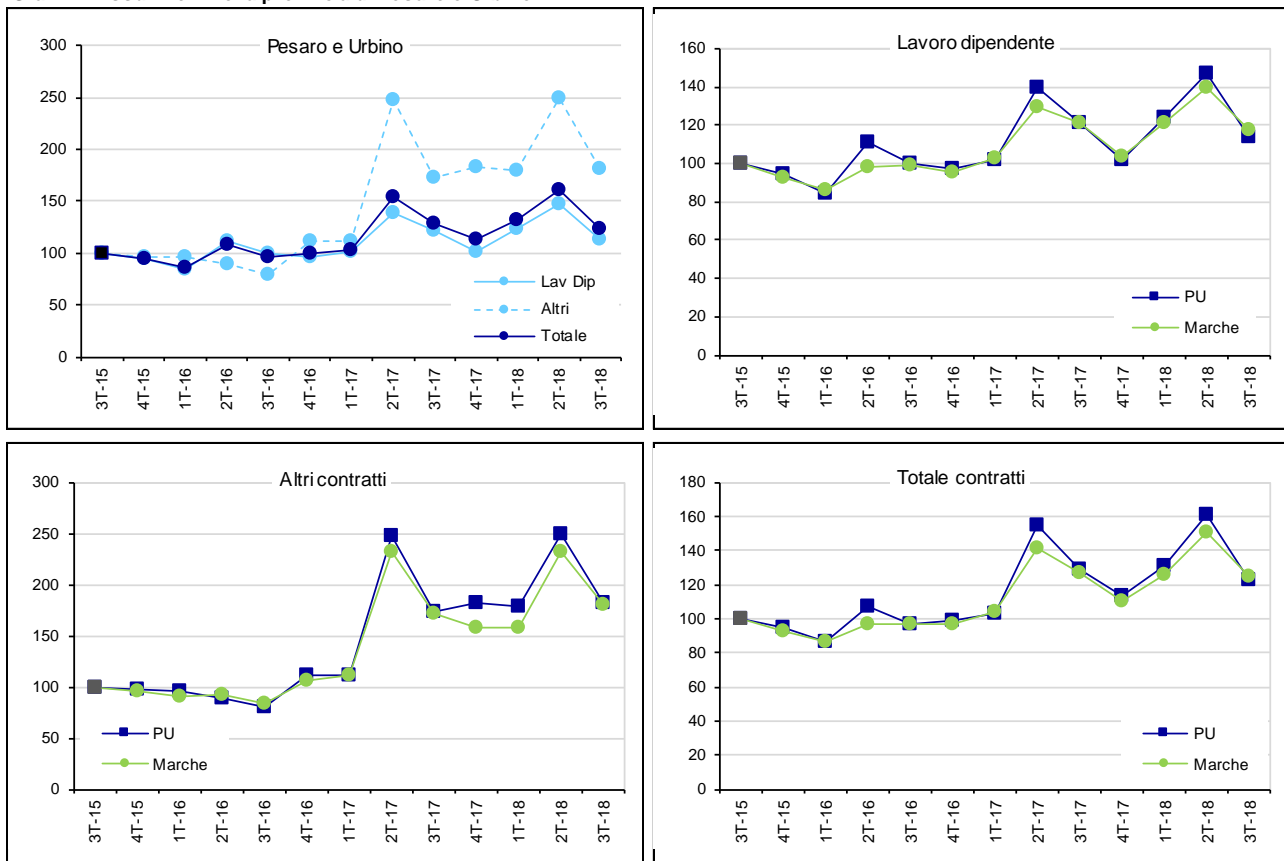 Pesaro e Urbino
300
250
200
150
100
50
0
Lav Dip
Altri
Totale
3T-15
4T-15
1T-16
2T-16
3T-16
4T-16
1T-17
2T-17
3T-17
4T-17
1T-18
2T-18
3T-18
Lavoro dipendente
160
140
120
100
80
60
40
20
0
PU
Marche
3T-15
4T-15
1T-16
2T-16
3T-16
4T-16
1T-17
2T-17
3T-17
4T-17
1T-18
2T-18
3T-18
Altri contratti
300
250
200
150
100
50
0
PU
Marche
3T-15
4T-15
1T-16
2T-16
3T-16
4T-16
1T-17
2T-17
3T-17
4T-17
1T-18
2T-18
3T-18
Totale contratti
180
160
140
120
100
80
60
40
20
0
PU
Marche
3T-15
4T-15
1T-16
2T-16
3T-16
4T-16
1T-17
2T-17
3T-17
4T-17
1T-18
2T-18
3T-18